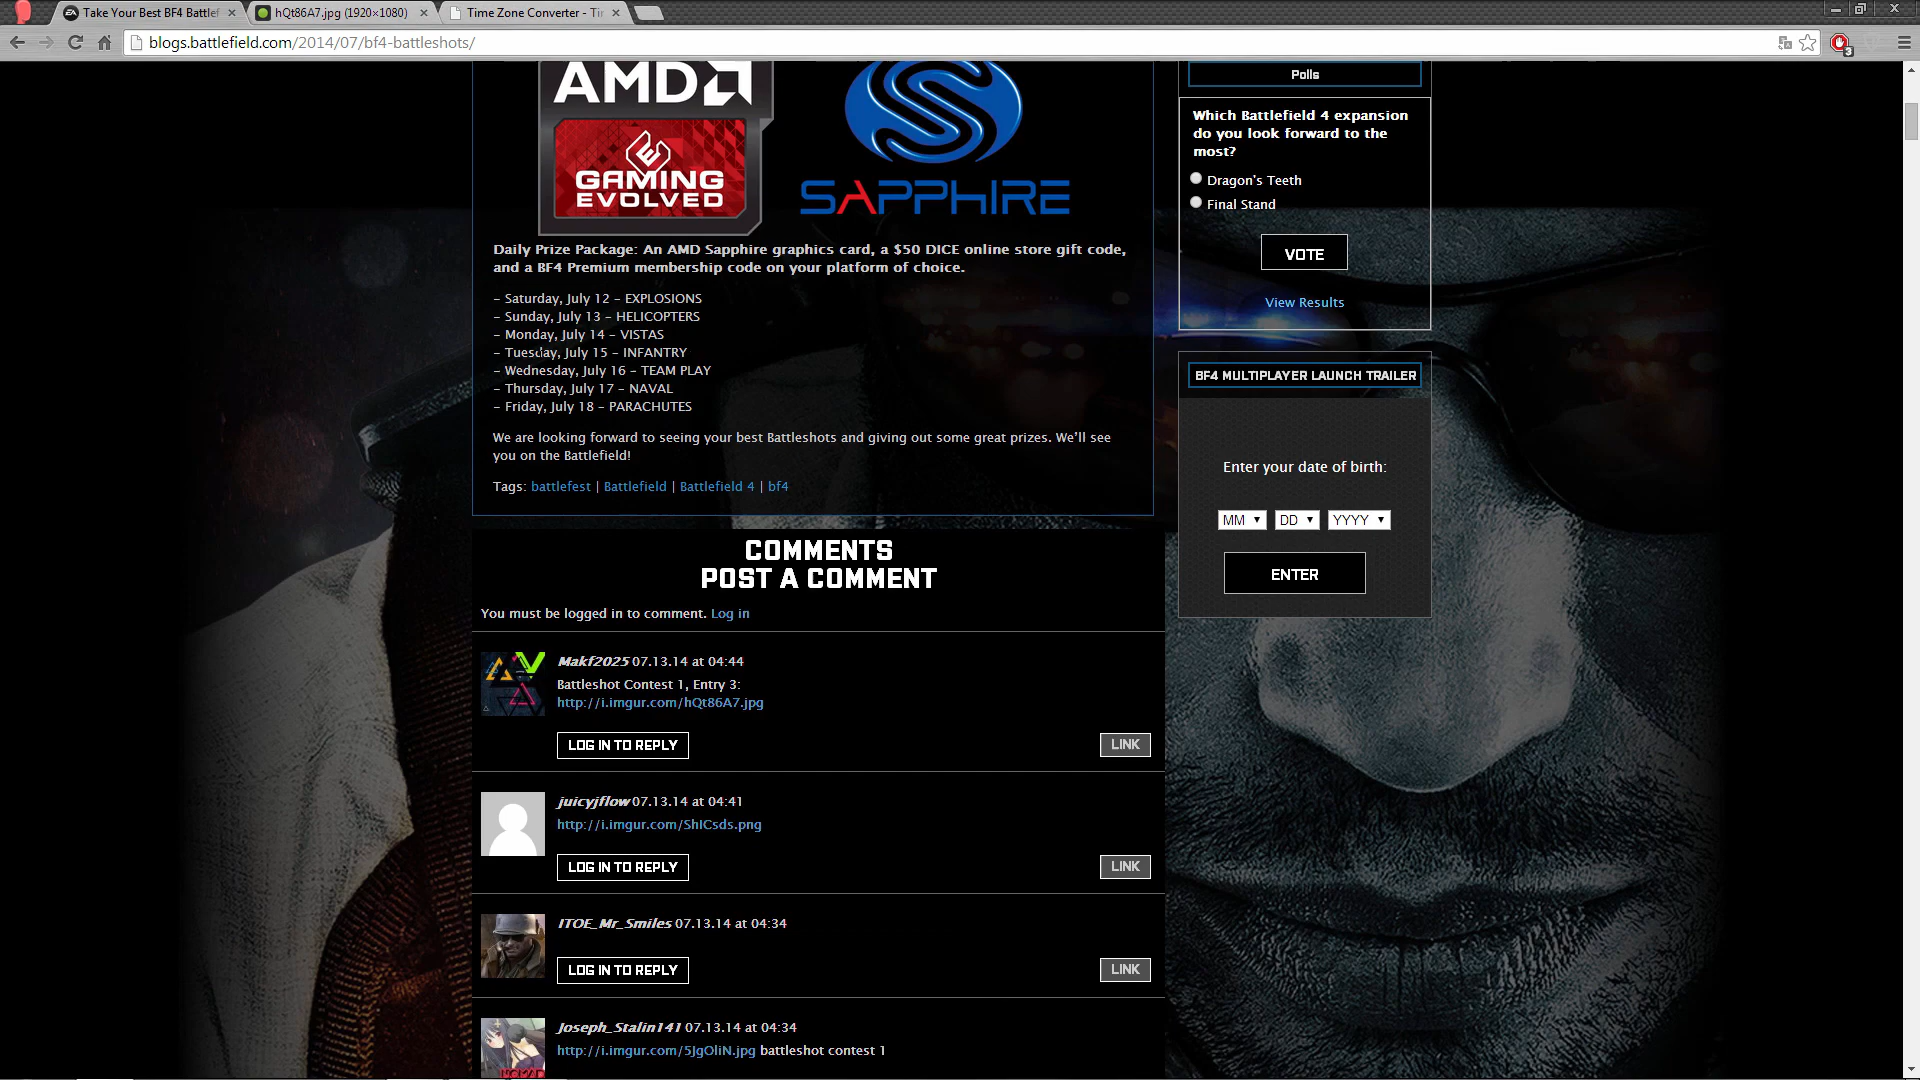 Take Your Best BF4 Battlef
hQt86A7.jpg (1920×1080)
Time Zone Converter - Ti
blogs.battlefield.com/2014/07/bf4-battleshots/
3
AMD
GAMING
EVOLVED
SAPPHIRE
Daily Prize Package: An AMD Sapphire graphics card, a $50 DICE online store gift code,
and a BF4 Premium membership code on your platform of choice.
– Saturday, July 12 – EXPLOSIONS
– Sunday, July 13 – HELICOPTERS
– Monday, July 14 – VISTAS
– Tuesday, July 15 – INFANTRY
– Wednesday, July 16 – TEAM PLAY
– Thursday, July 17 – NAVAL
– Friday, July 18 – PARACHUTES
We are looking forward to seeing your best Battleshots and giving out some great prizes. We'll see
you on the Battlefield!
Tags: battlefest | Battlefield | Battlefield 4 | bf4
COMMENTS
POST A COMMENT
You must be logged in to comment. Log in
Makf2025 07.13.14 at 04:44
Battleshot Contest 1, Entry 3:
http://i.imgur.com/hQt86A7.jpg
LOG IN TO REPLY
LINK
juicyjflow 07.13.14 at 04:41
http://i.imgur.com/ShICsds.png
LOG IN TO REPLY
LINK
ITOE_Mr_Smiles 07.13.14 at 04:34
LOG IN TO REPLY
LINK
Joseph_Stalin141 07.13.14 at 04:34
http://i.imgur.com/5JgOliN.jpg battleshot contest 1
Polls
Which Battlefield 4 expansion
do you look forward to the
most?
Dragon's Teeth
Final Stand
VOTE
View Results
BF4 MULTIPLAYER LAUNCH TRAILER
Enter your date of birth:
MM DD YYYY
ENTER